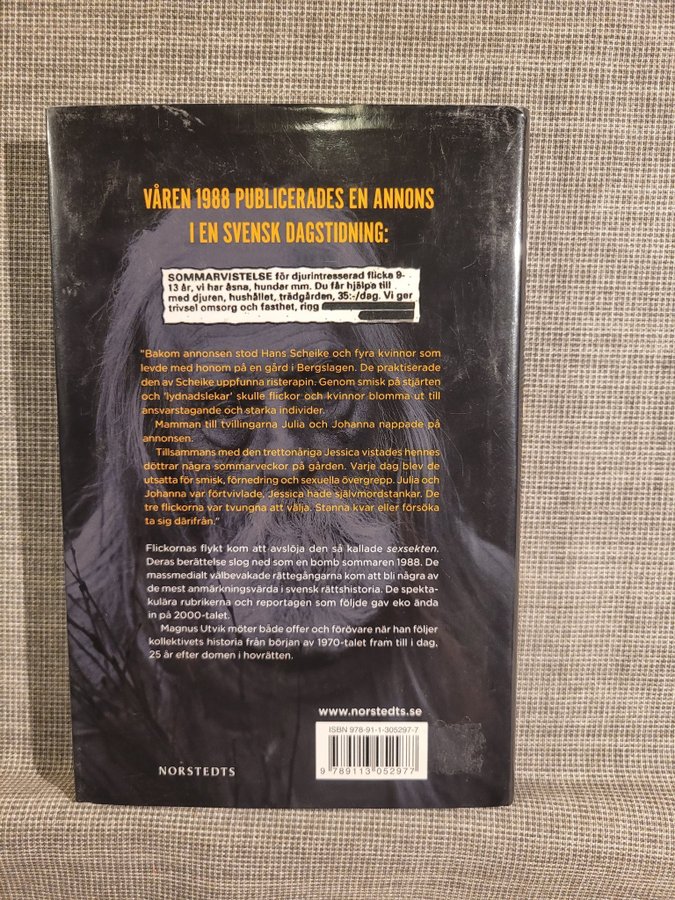 VÅREN 1988 PUBLICERADES EN ANNONS
I EN SVENSK DAGSTIDNING:
SOMMARVISTELSE för djurintresserad flicka 9-
13 år, vi har åsna, hundar mm. Du får hjälpa till
med djuren, hushållet, trädgården, 35:-/dag. Vi ger
trivsel omsorg och fasthet, ring
"Bakom annonsen stod Hans Scheike och fyra kvinnor som
levde med honom på en gård i Bergslagen. De praktiserade
den av Scheike uppfunna risterapin. Genom smisk på stjärten
och 'lydnadslekar' skulle flickor och kvinnor blomma ut till
ansvarstagande och starka individer.
Mamman till tvillingarna Julia och Johanna nappade på
annonsen.
Tillsammans med den trettonåriga Jessica vistades hennes
döttrar några sommarveckor på gården. Varje dag blev de
utsatta för smisk, förnedring och sexuella övergrepp. Julia och
Johanna var förtvivlade, Jessica hade självmordstankar. De
tre flickorna var tvungna att välja. Stanna kvar eller försöka
ta sig därifrån."
Flickornas flykt kom att avslöja den så kallade sexsekten.
Deras berättelse slog ned som en bomb sommaren 1988. De
massmedialt välbevakade rättegångarna kom att bli några av
de mest anmärkningsvärda i svensk rättshistoria. De spekta-
kulära rubrikerna och reportagen som följde gav eko ända
in på 2000-talet.
Magnus Utvik möter både offer och förövare när han följer
kollektivets historia från början av 1970-talet fram till i dag,
25 år efter domen i hovrätten.
www.norstedts.se
ISBN 978-91-1-305297-7
9 789113 052977
NORSTEDTS